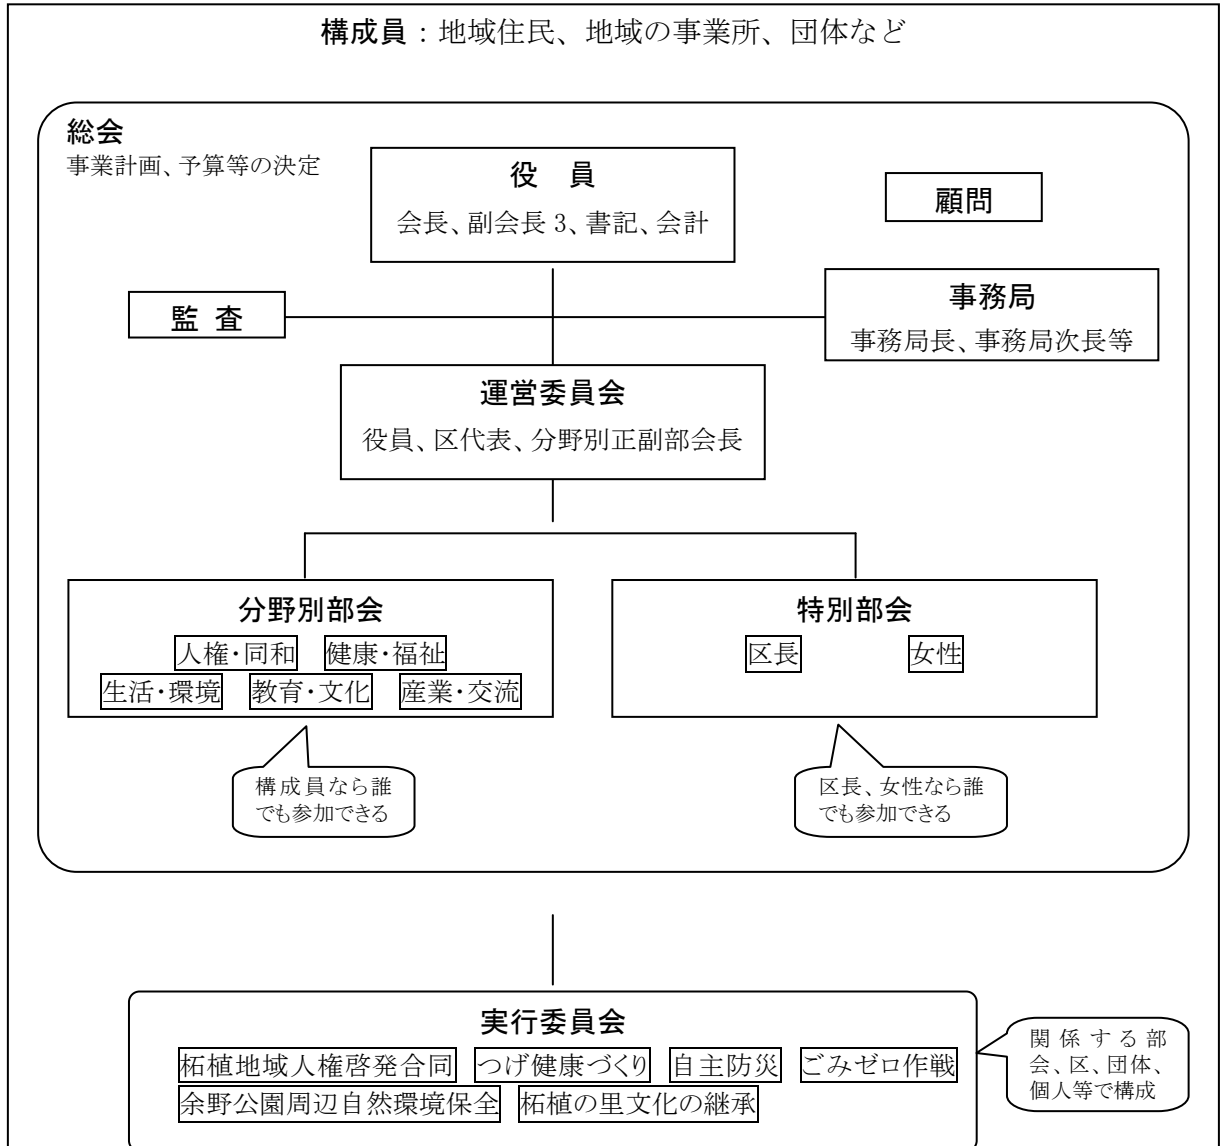 構成員：地域住民、地域の事業所、団体など
総会
事業計画、予算等の決定
役　員
会長、副会長 3、書記、会計
顧問
監 査
事務局
事務局長、事務局次長等
運営委員会
役員、区代表、分野別正副部会長
分野別部会
人権・同和　健康・福祉
生活・環境　教育・文化　産業・交流
特別部会
区長　女性
構成員なら誰
でも参加できる
区長、女性なら誰
でも参加できる
実行委員会
柘植地域人権啓発合同　つげ健康づくり　自主防災　ごみゼロ作戦
余野公園周辺自然環境保全　柘植の里文化の継承
関係する部
会、区、団体、
個人等で構成